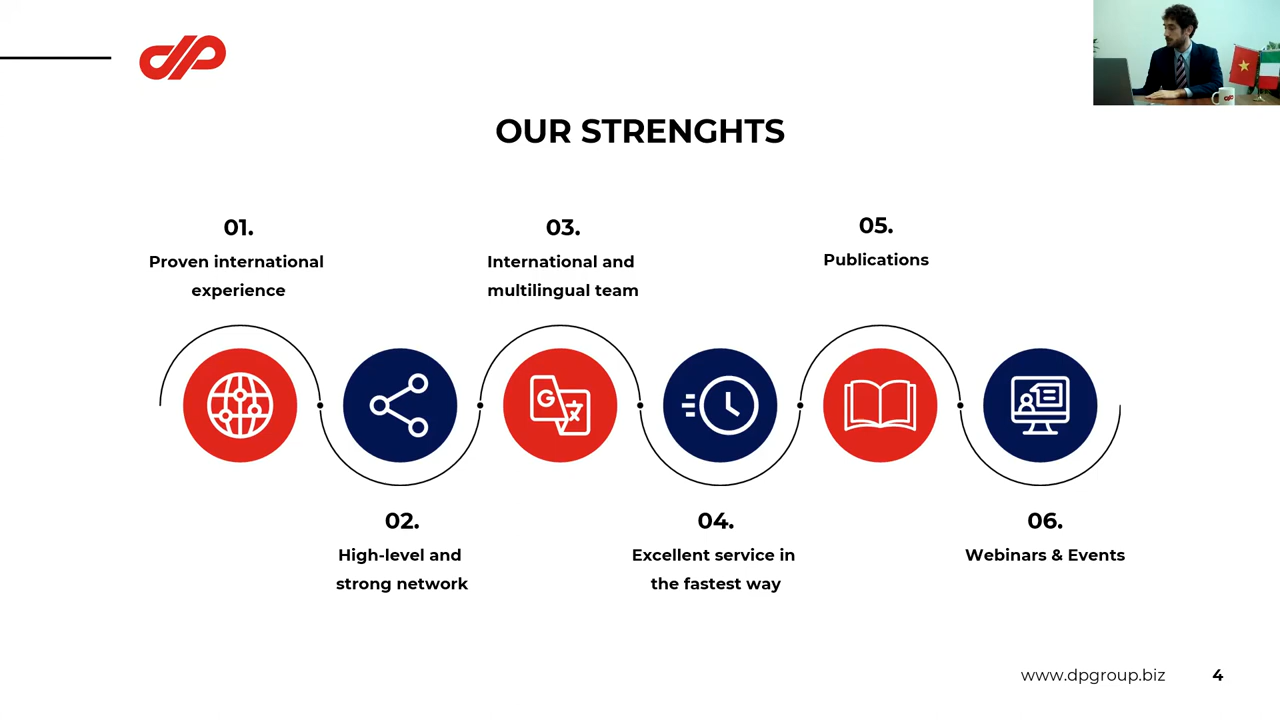 dp
OUR STRENGHTS
01.
Proven international
experience
02.
High-level and
strong network
03.
International and
multilingual team
G
04.
Excellent service in
the fastest way
05.
Publications
06.
Webinars & Events
www.dpgroup.biz
4